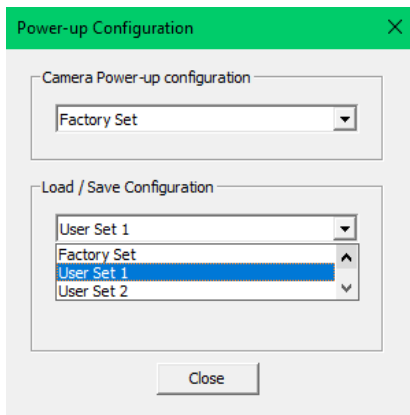 Power-up Configuration
Camera Power-up configuration
Factory Set
Load / Save Configuration
User Set 1
Factory Set
User Set 1
User Set 2
Close